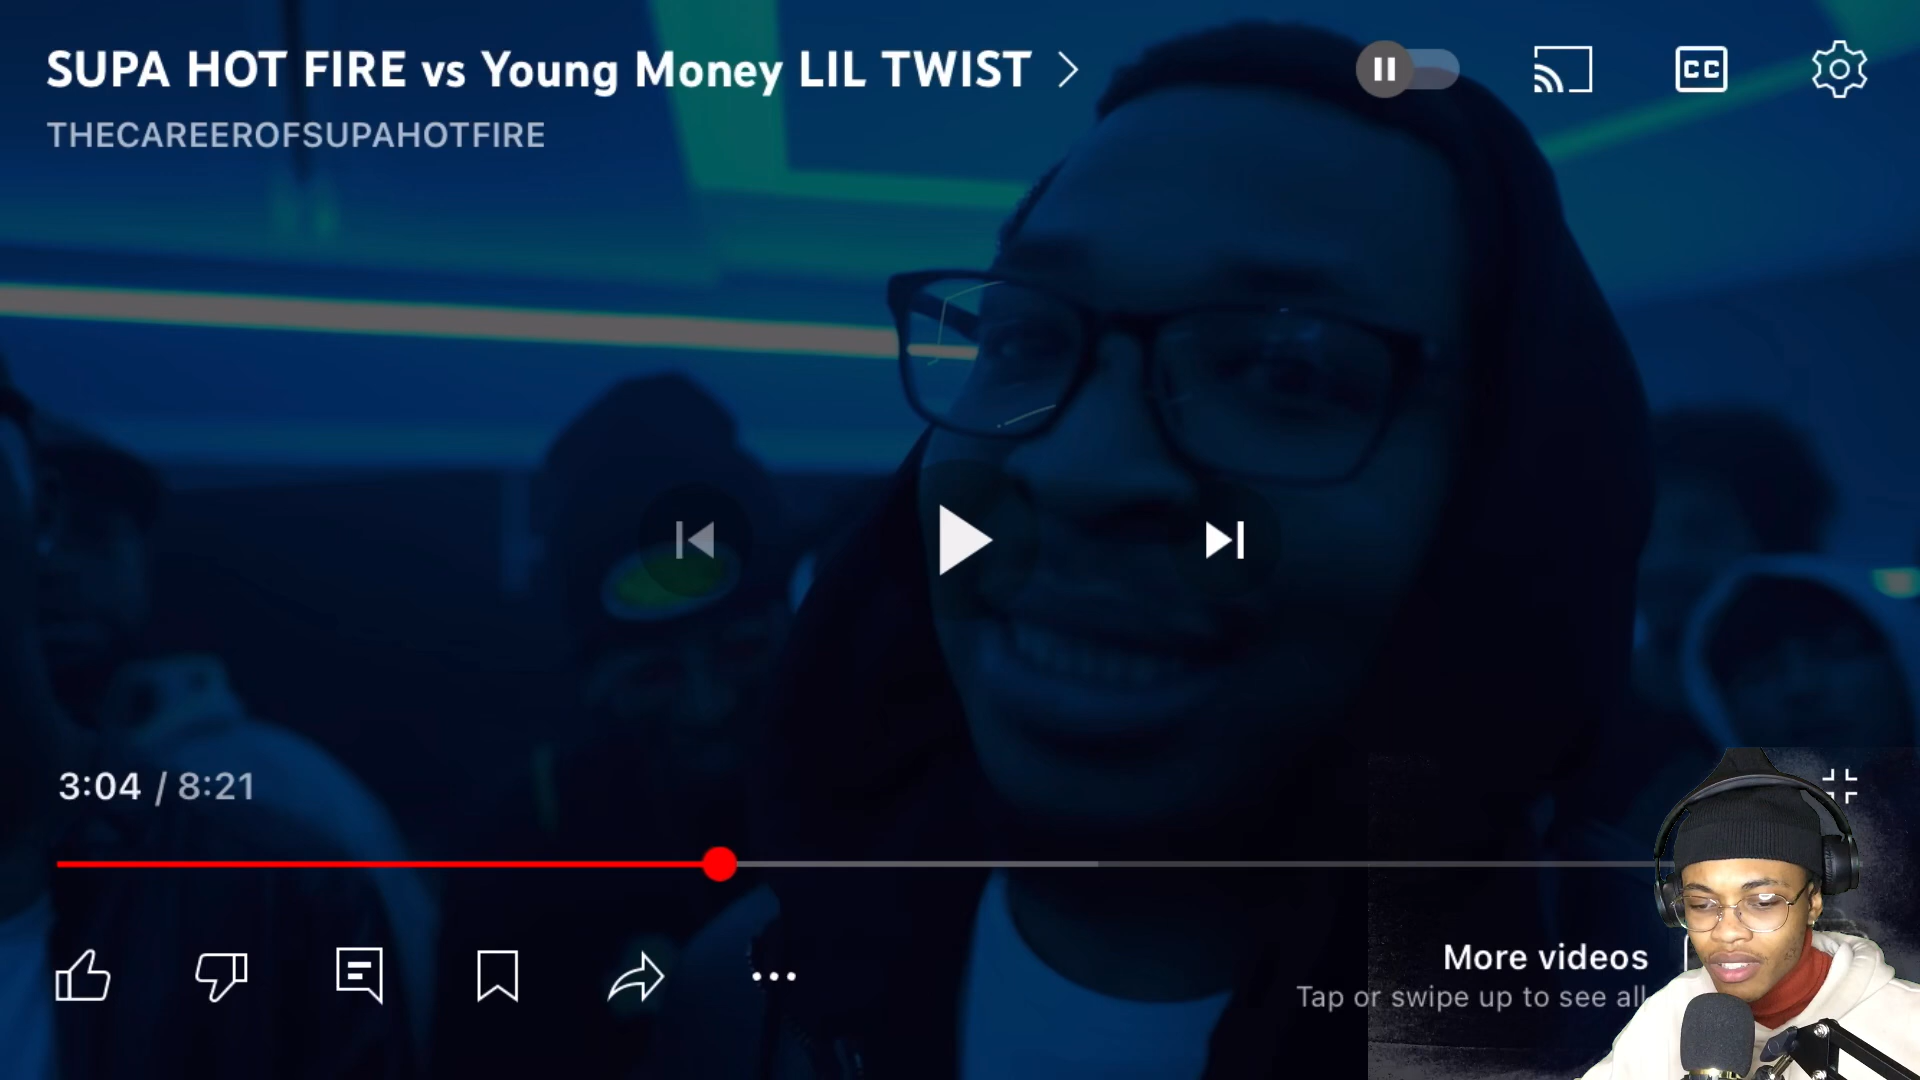 SUPA HOT FIRE vs Young Money LIL TWIST
CC
THECAREEROFSUPAHOTFIRE
3:04 / 8:21
More videos
Tap or swipe up to see all